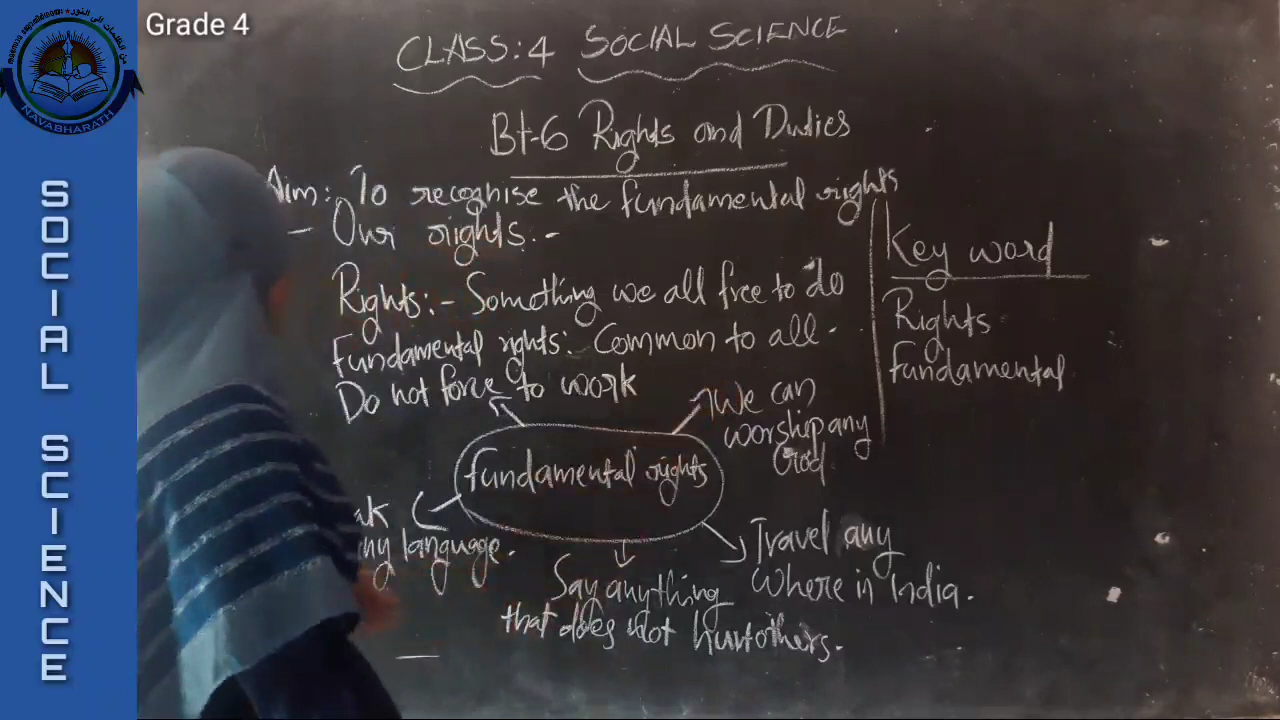 Grade 4
NAVABHARATH
SOCIAL SCIENCE
CLASS:4 SOCIAL SCIENCE
Bt-6 Rights and Duties
Aim: To recognise the fundamental rights
- Our rights.-
Rights:- Something we all free to do
Fundamental rights: Common to all.
Do not force to work
We can
worship any
God
fundamental rights
any language.
Travel any
where in India.
Say anything
that does not hurt others.
Key word
Rights
Fundamental